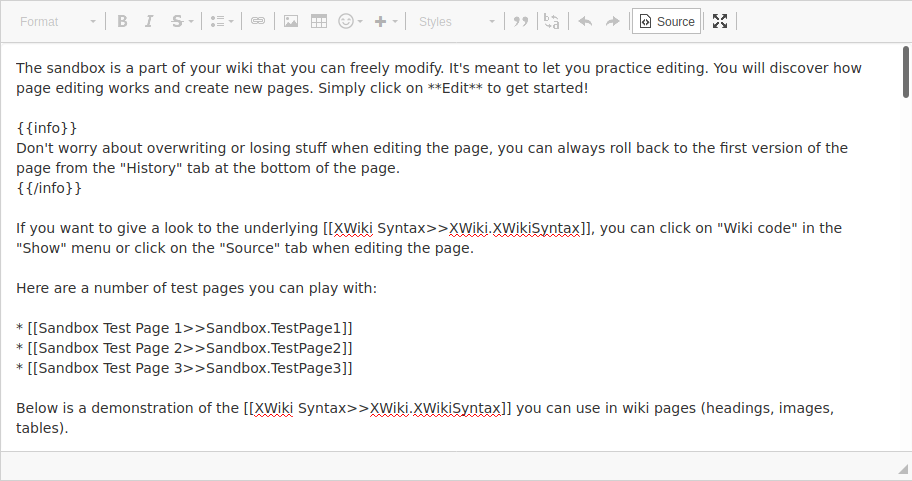 Format B I S Styles Source
The sandbox is a part of your wiki that you can freely modify. It's meant to let you practice editing. You will discover how
page editing works and create new pages. Simply click on **Edit** to get started!
{{info}}
Don't worry about overwriting or losing stuff when editing the page, you can always roll back to the first version of the
page from the "History" tab at the bottom of the page.
{{/info}}
If you want to give a look to the underlying [[XWiki Syntax>>XWiki.XWikiSyntax]], you can click on "Wiki code" in the
"Show" menu or click on the "Source" tab when editing the page.
Here are a number of test pages you can play with:
* [[Sandbox Test Page 1>>Sandbox.TestPage1]]
* [[Sandbox Test Page 2>>Sandbox.TestPage2]]
* [[Sandbox Test Page 3>>Sandbox.TestPage3]]
Below is a demonstration of the [[XWiki Syntax>>XWiki.XWikiSyntax]] you can use in wiki pages (headings, images,
tables).